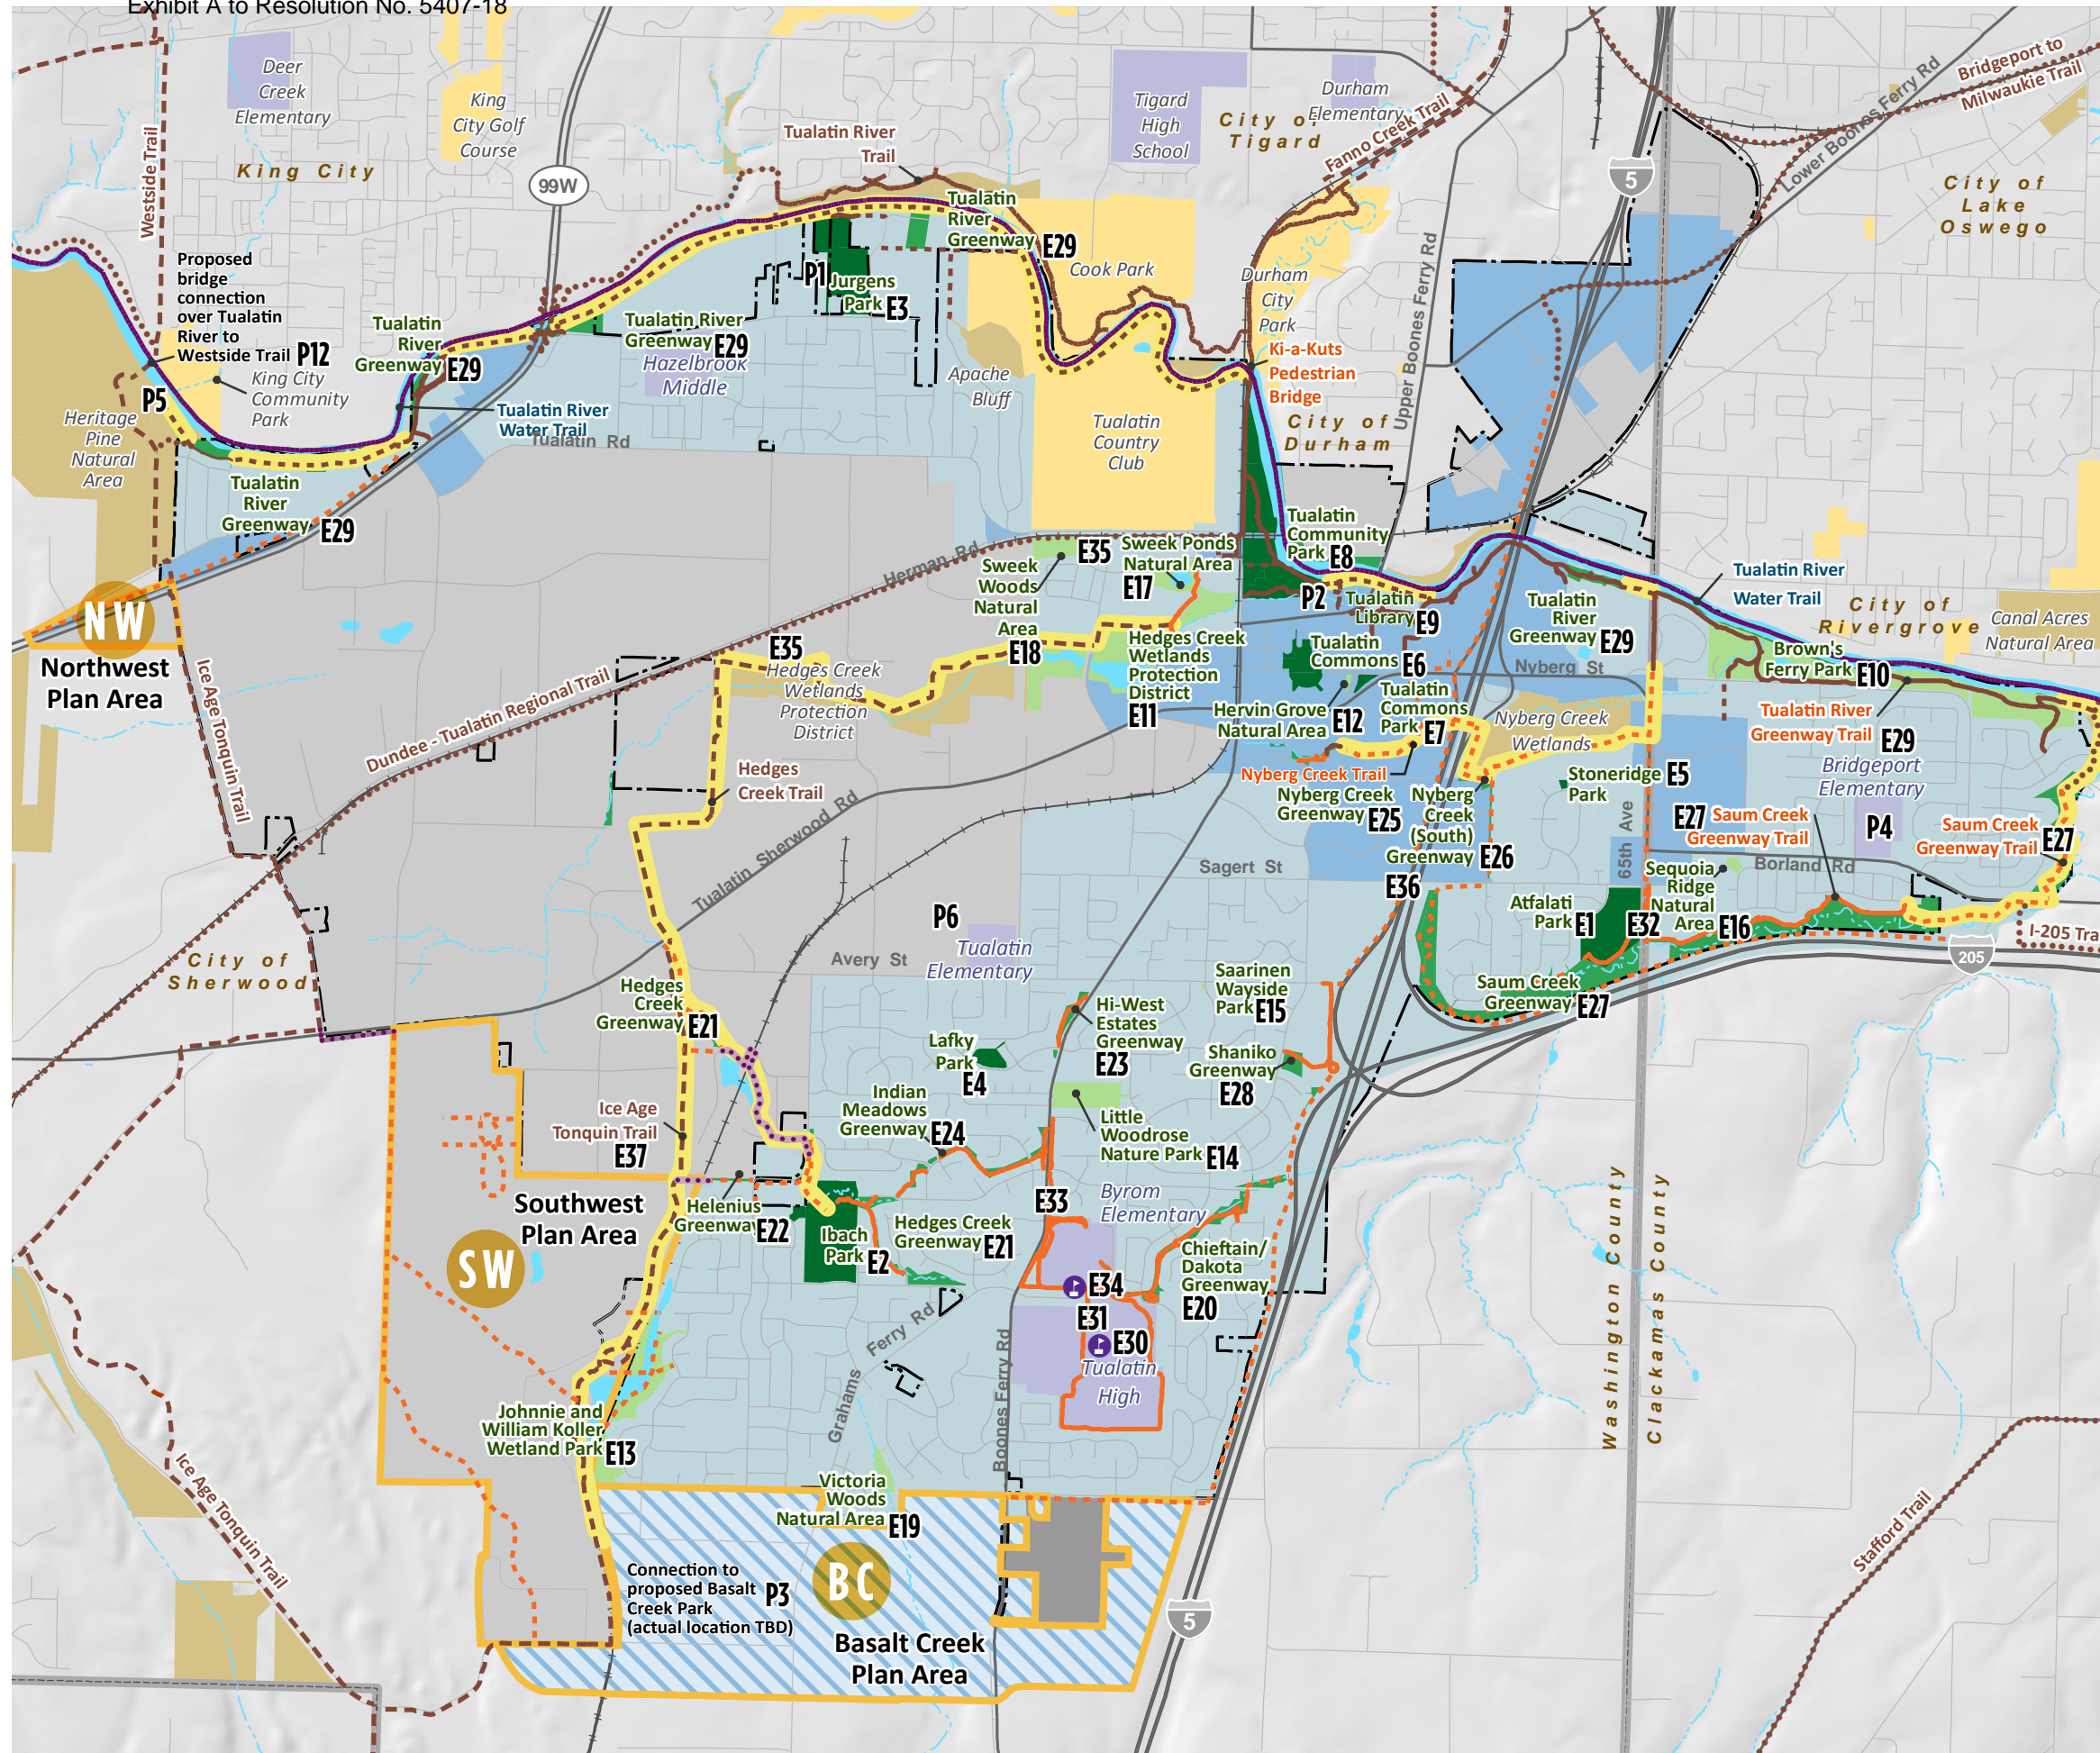 Exhibit A to Resolution No. 5407-18
Deer
Creek
Elementary
King
City Golf
Course
King City
Westside Trail
99W
Tualatin River
Trail
Tigard
High
School
City of
Tigard
Durham
Elementary
Fanno Creek Trail
5
Lower Boones Ferry Rd
Bridgeport to
Milwaukie Trail
City of
Lake
Oswego
Proposed
bridge
connection
over Tualatin
River to
Westside Trail P12
King City
Community
Park
P5
Heritage
Pine
Natural
Area
Tualatin
River
Greenway
E29
Tualatin River
Water Trail
Tualatin Rd
Tualatin River
Greenway E29
Hazelbrook
Middle
P1
Jurgens
Park E3
Tualatin
River
Greenway E29
Cook Park
Apache
Bluff
Tualatin
Country
Club
Durham
City
Park
Ki-a-Kuts
Pedestrian
Bridge
City of
Durham
Upper Boones Ferry Rd
Tualatin
River
Greenway E29
NW
Northwest
Plan Area
Ice Age Tonquin Trail
Herman Rd
Sweek
Woods
Natural
Area
E35
Sweek Ponds
Natural Area
E17
E18
E35
Hedges Creek
Wetlands
Protection
District
Dundee - Tualatin Regional Trail
Hedges
Creek Trail
Tualatin
Community
Park E8
P2
Tualatin
Library E9
Hedges Creek
Wetlands
Protection
District
E11
Tualatin
Commons E6
Hervin Grove
Natural Area E12
Tualatin
Commons
Park E7
Tualatin
River
Greenway E29
Nyberg St
Nyberg Creek
Wetlands
Tualatin River
Water Trail
City of
Rivergrove
Canal Acres
Natural Area
Brown's
Ferry Park E10
Tualatin River
Greenway Trail
E29
Bridgeport
Elementary
P4
Nyberg Creek Trail
Nyberg Creek
Greenway E25
Nyberg
Creek
(South)
Greenway E26
Stoneridge
Park
E5
65th Ave
E27
Saum Creek
Greenway Trail
Saum Creek
Greenway Trail
E27
Borland Rd
Sequoia
Ridge
Natural
Area
E16
Tualatin Sherwood Rd
Sagert St
E36
Atfalati
Park E1
E32
I-205 Tra
205
Saum Creek
Greenway E27
P6
Tualatin
Elementary
Avery St
City of
Sherwood
Hedges
Creek
Greenway E21
Lafky
Park
E4
Hi-West
Estates
Greenway
E23
Saarinen
Wayside
Park E15
Shaniko
Greenway
E28
Indian
Meadows
Greenway E24
Little
Woodrose
Nature Park E14
Ice Age
Tonquin Trail
E37
Southwest
Plan Area
SW
Helenius
Greenway
E22
Ibach
Park E2
Hedges Creek
Greenway E21
E33
Byrom
Elementary
Chieftain/
Dakota
Greenway
E20
E34
E31
E30
Tualatin
High
Washington County
Clackamas County
Grahams Ferry Rd
Boones Ferry Rd
Johnnie and
William Koller
Wetland Park E13
Victoria
Woods
Natural Area E19
Ice Age Tonquin Trail
Connection to
proposed Basalt
Creek Park
(actual location TBD)
P3
BC
Basalt Creek
Plan Area
5
Stafford Trail